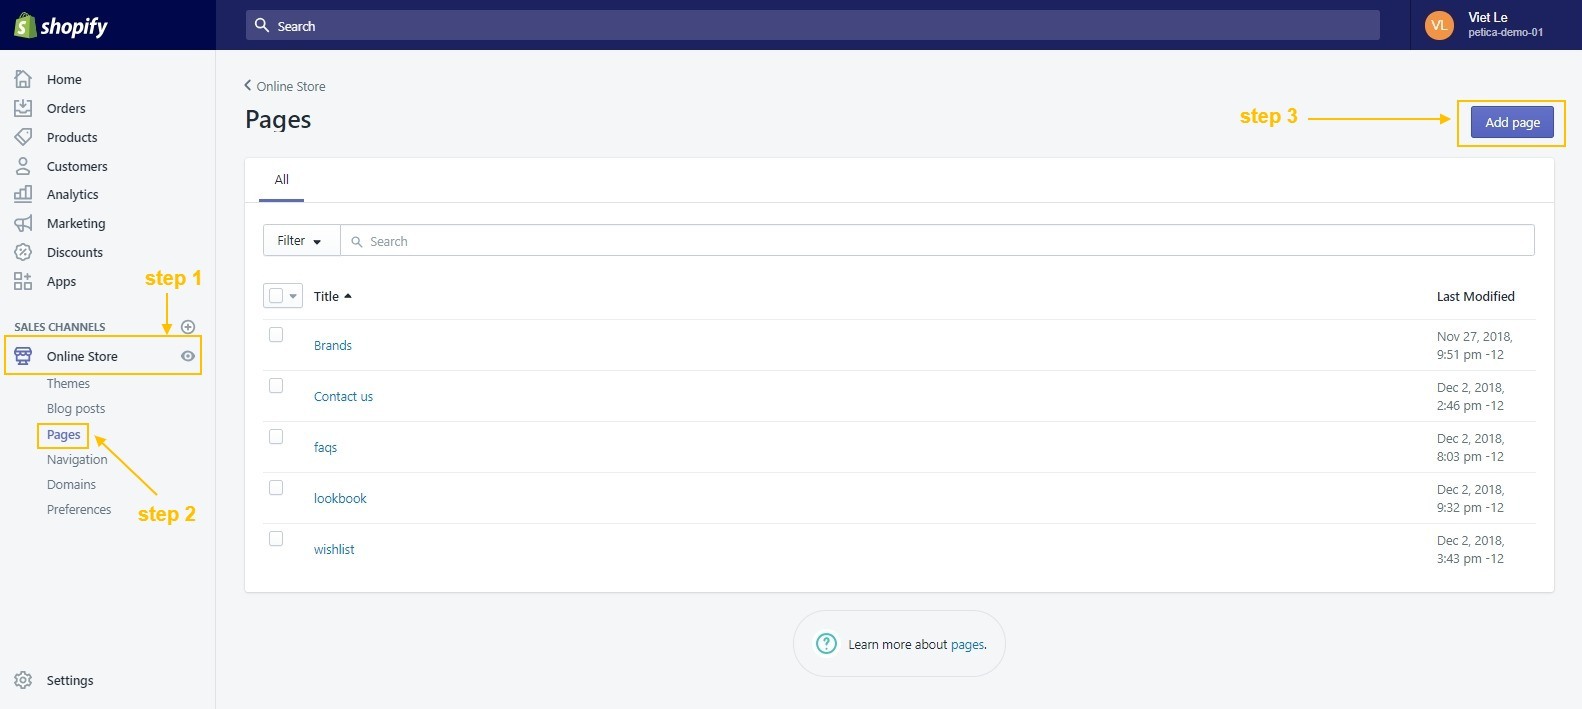 shopify
Search
VL
Viet Le
petica-demo-01
Home
Orders
Products
Customers
Analytics
Marketing
Discounts
Apps
step 1
SALES CHANNELS
Online Store
Themes
Blog posts
Pages
Navigation
Domains
Preferences
step 2
Settings
Online Store
Pages
step 3
Add page
All
Filter
Search
Title
Last Modified
Brands
Nov 27, 2018,
9:51 pm -12
Contact us
Dec 2, 2018,
2:46 pm -12
faqs
Dec 2, 2018,
8:03 pm -12
lookbook
Dec 2, 2018,
9:32 pm -12
wishlist
Dec 2, 2018,
3:43 pm -12
Learn more about pages.